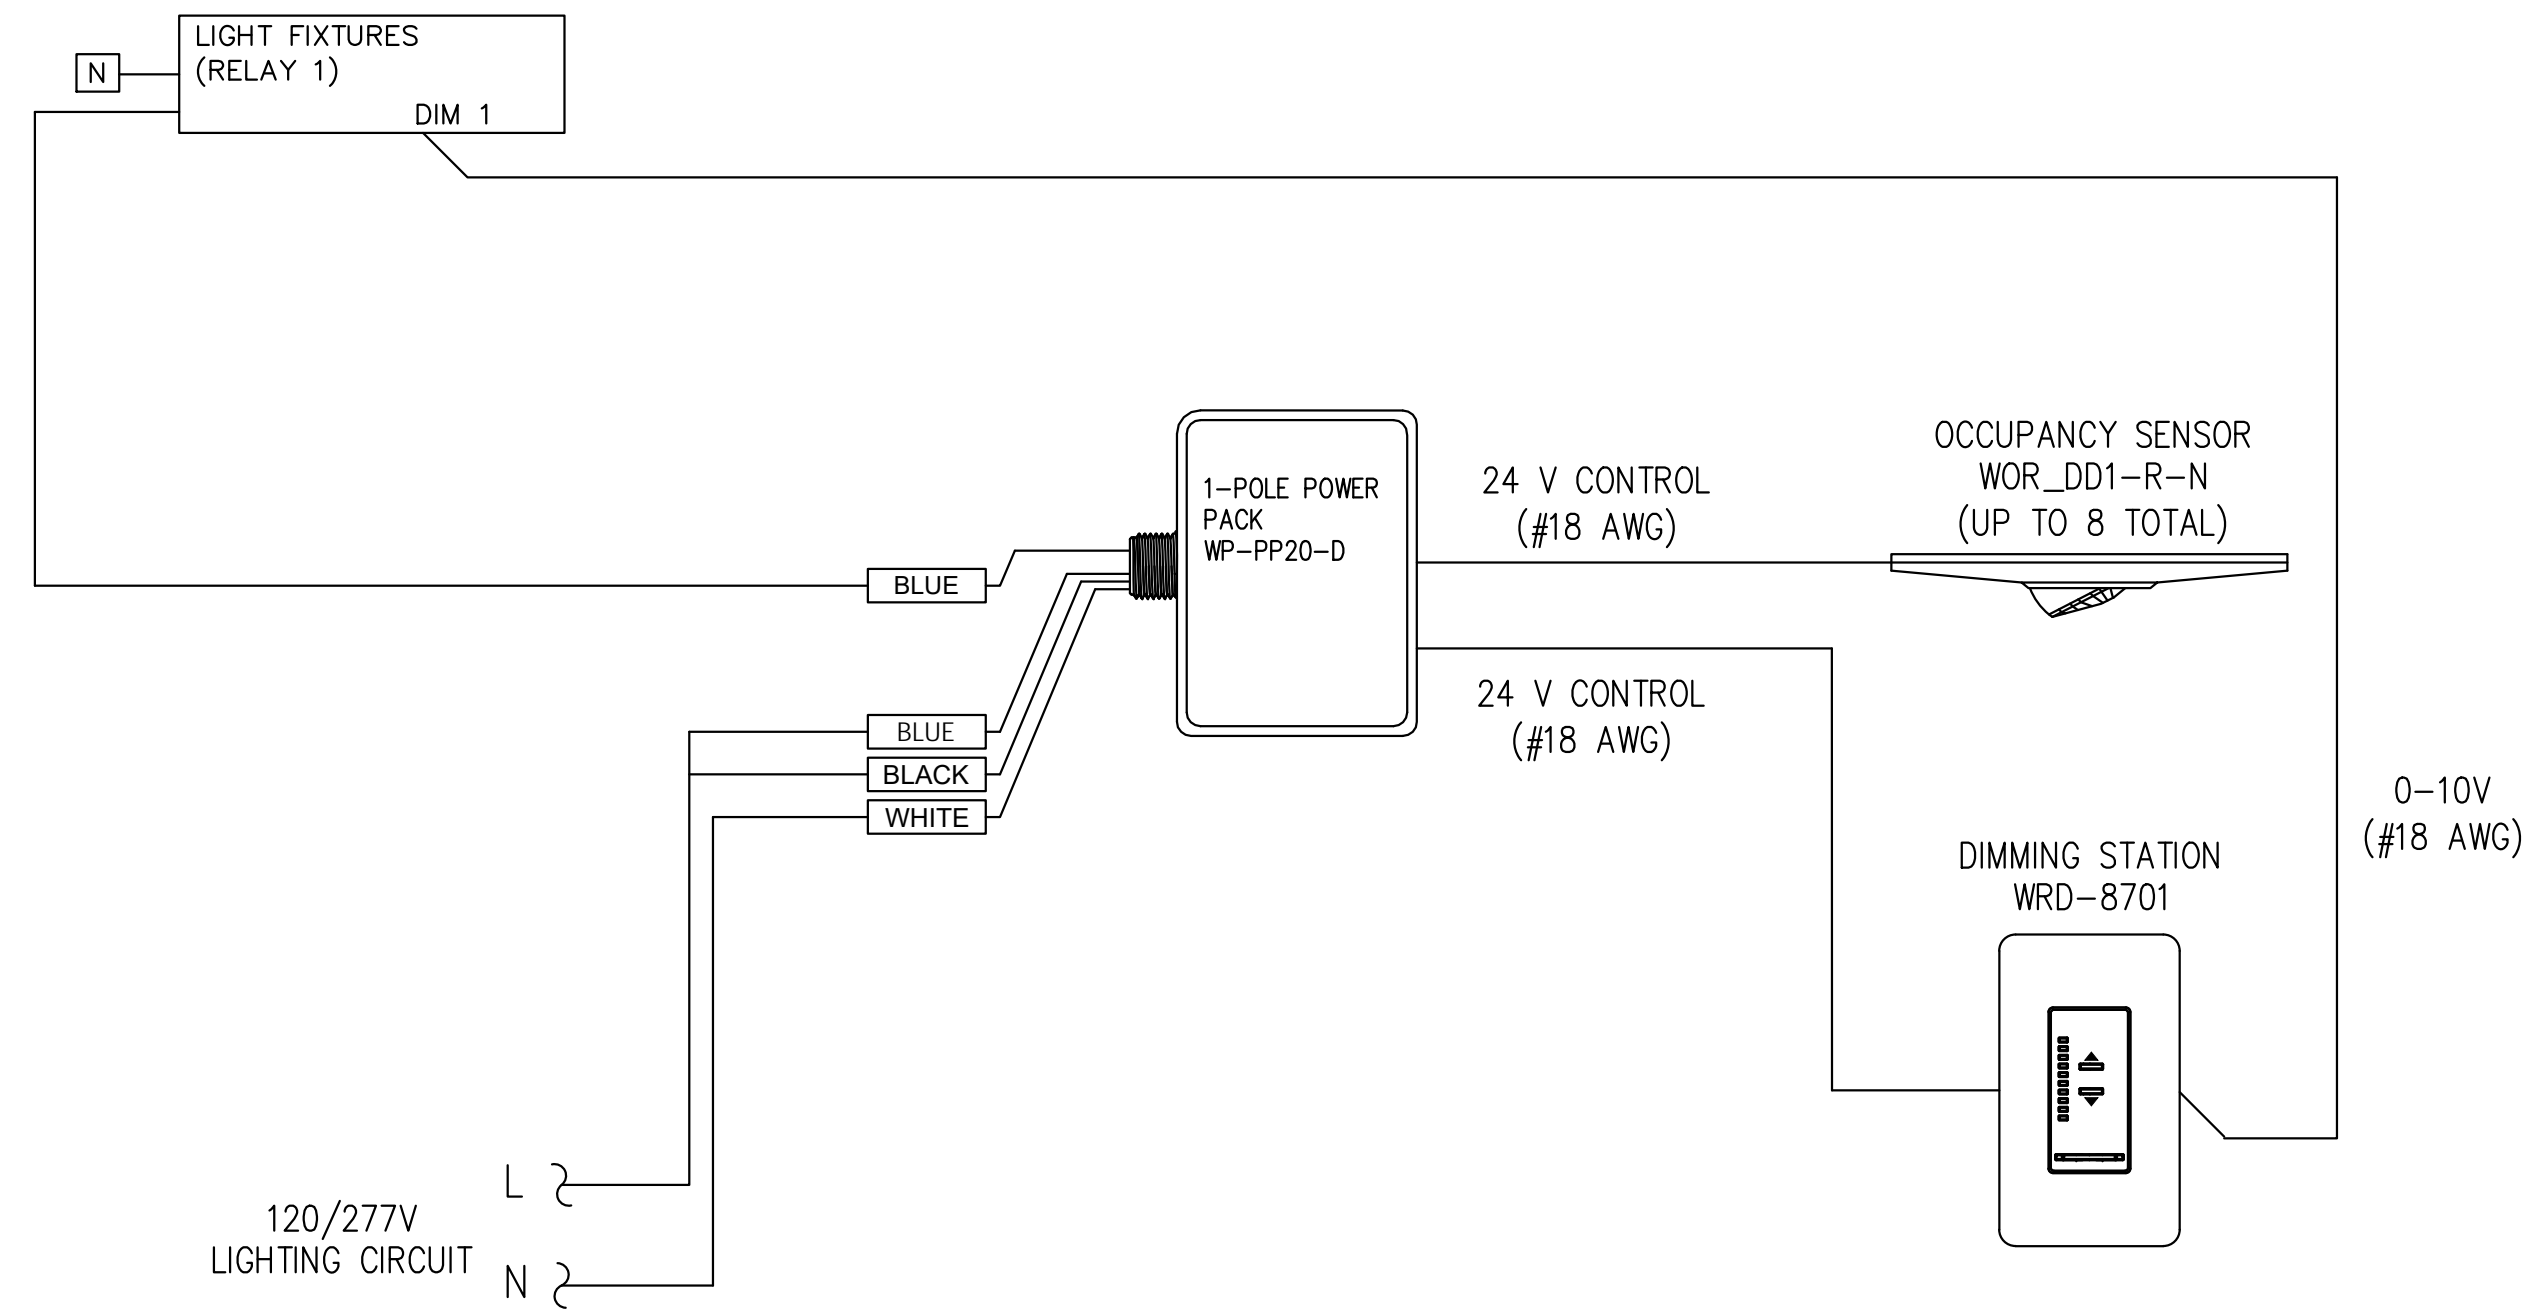 LIGHT FIXTURES
(RELAY 1)
N
DIM 1
1-POLE POWER
PACK
WP-PP20-D
24 V CONTROL
(#18 AWG)
OCCUPANCY SENSOR
WOR_DD1-R-N
(UP TO 8 TOTAL)
BLUE
24 V CONTROL
(#18 AWG)
BLUE
BLACK
WHITE
0-10V
(#18 AWG)
DIMMING STATION
WRD-8701
L
120/277V
LIGHTING CIRCUIT
N